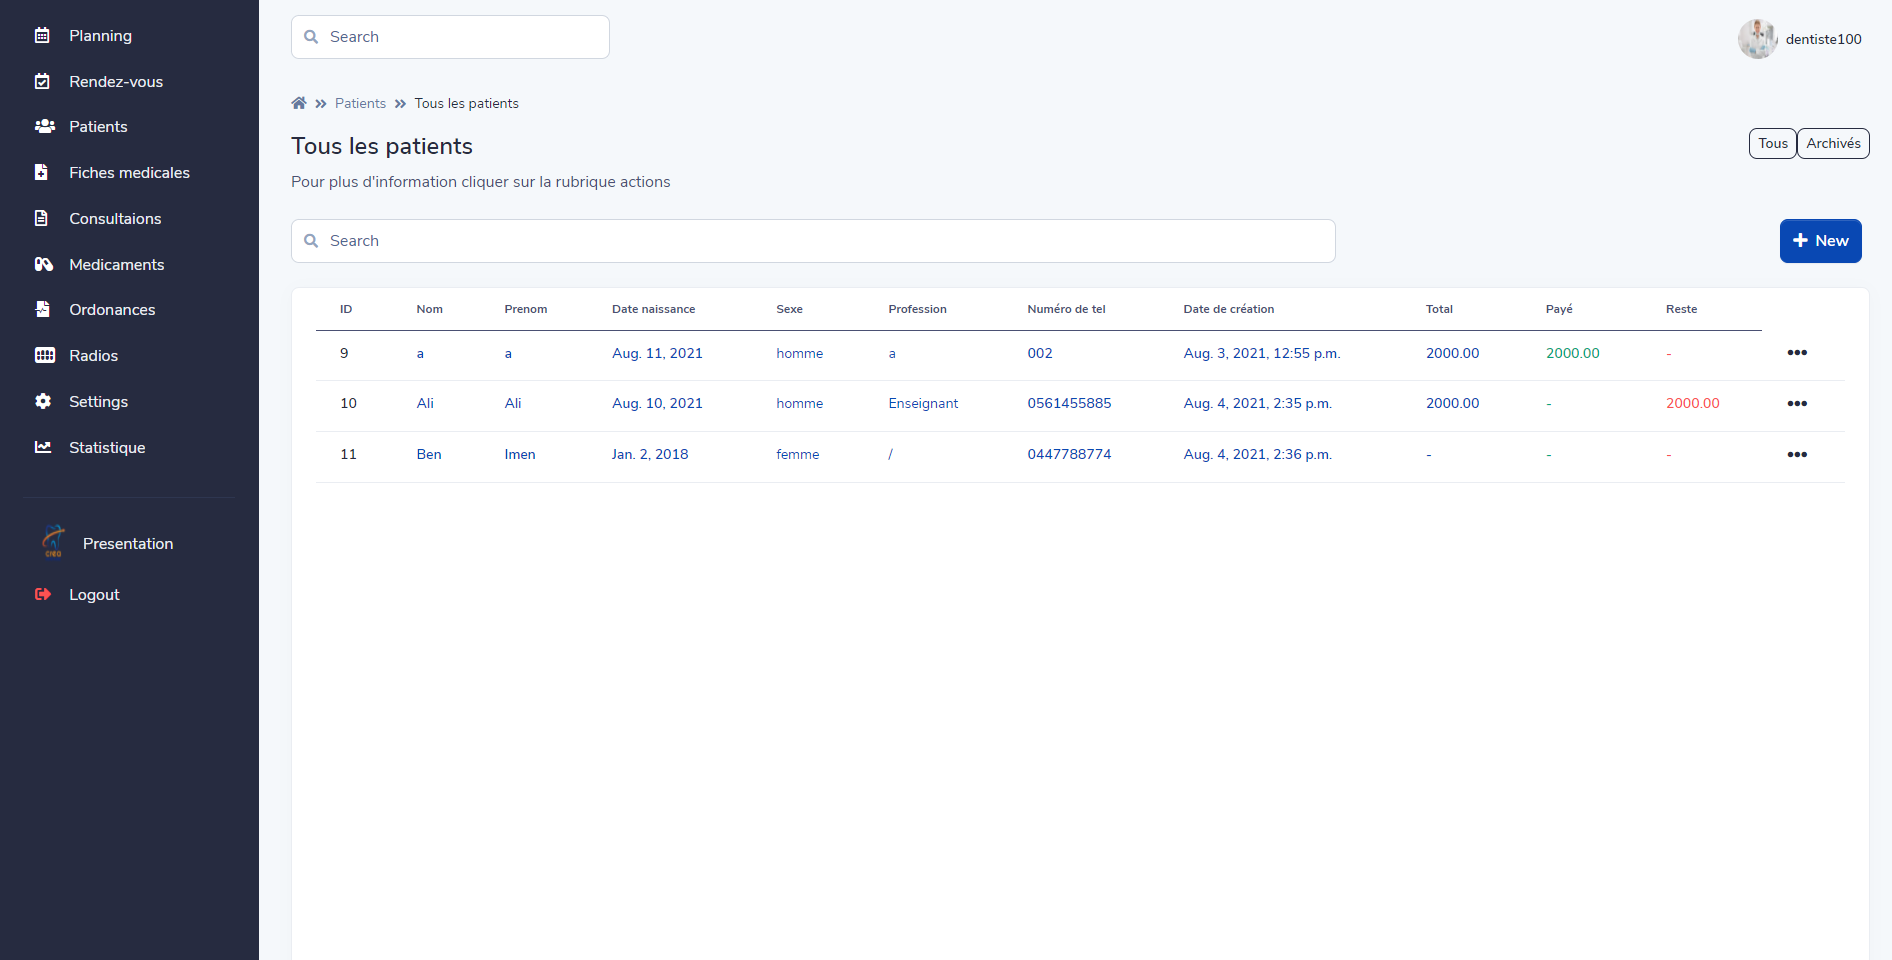 Planning
Rendez-vous
Patients
Fiches medicales
Consultaions
Medicaments
Ordonances
Radios
Settings
Statistique
CMED
Presentation
Logout
Search
dentiste100
Patients Tous les patients
Tous les patients
Tous Archivés
Pour plus d'information cliquer sur la rubrique actions
Search
New
ID Nom Prenom Date naissance Sexe Profession Numéro de tel Date de création Total Payé Reste
9 a a Aug. 11, 2021 homme a 002 Aug. 3, 2021, 12:55 p.m. 2000.00 2000.00 -
10 Ali Ali Aug. 10, 2021 homme Enseignant 0561455885 Aug. 4, 2021, 2:35 p.m. 2000.00 - 2000.00
11 Ben Imen Jan. 2, 2018 femme / 0447788774 Aug. 4, 2021, 2:36 p.m. - - -